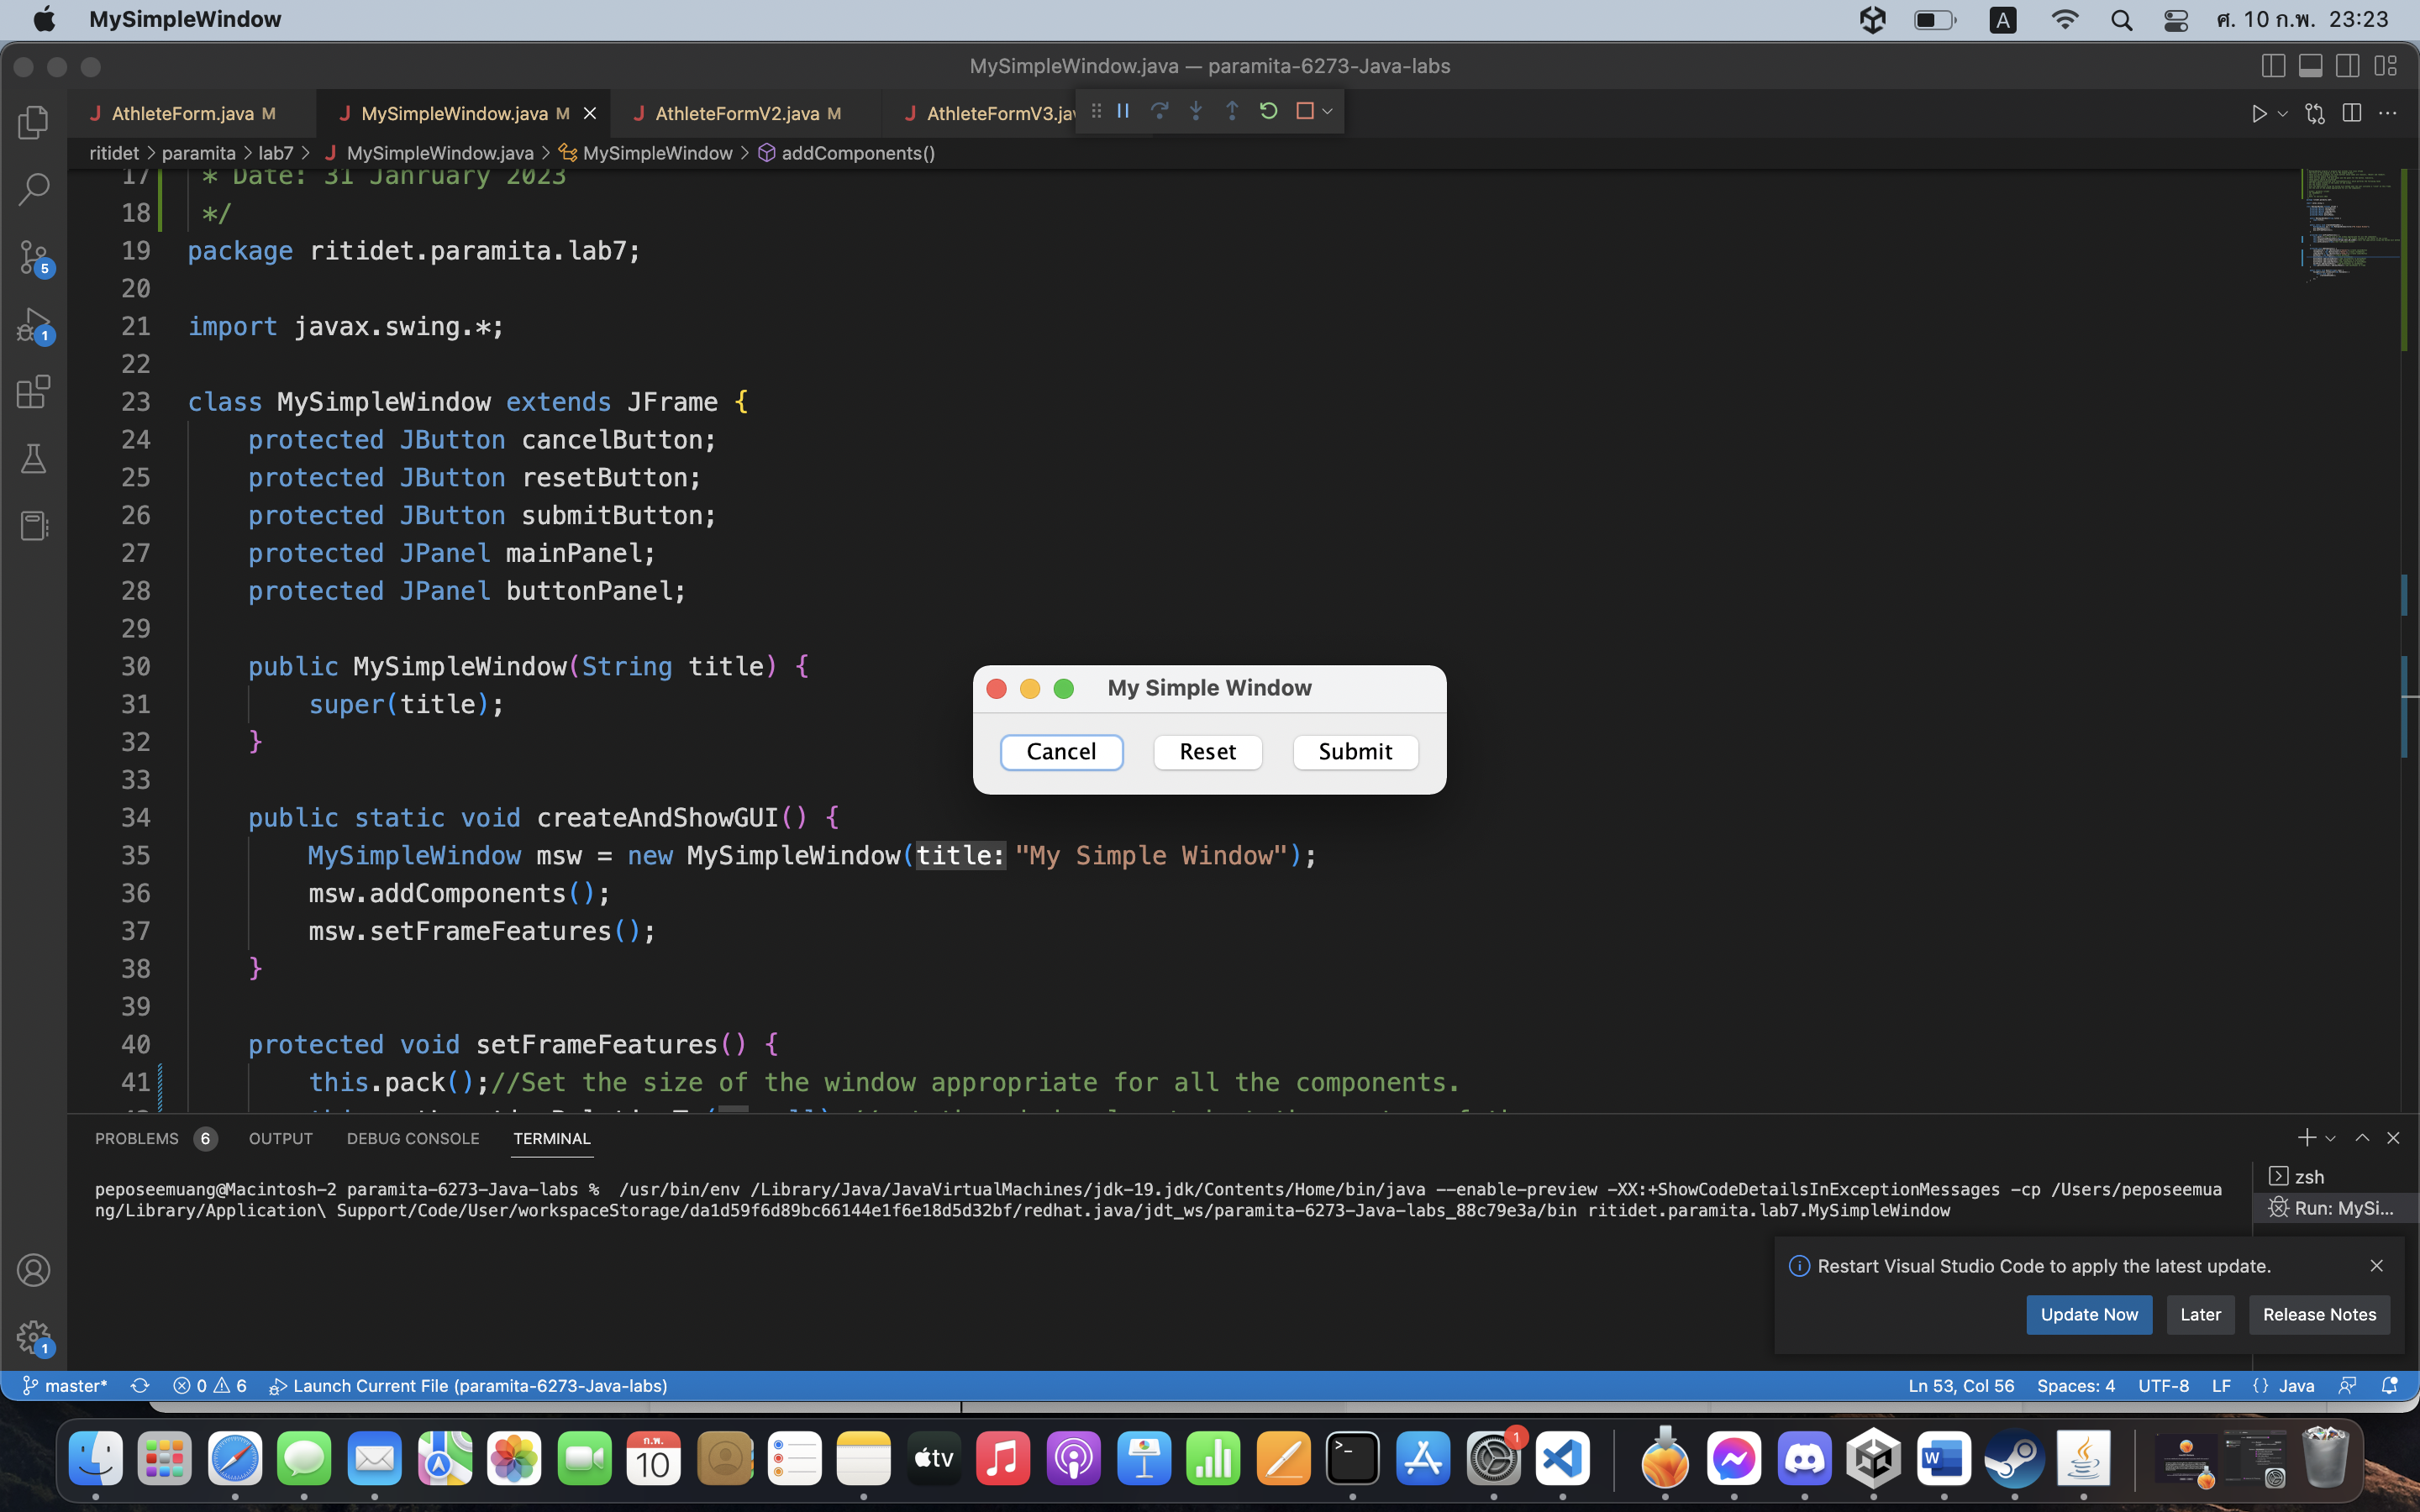 MySimpleWindow
A
ศ. 10 ก.พ. 23:23
MySimpleWindow.java — paramita-6273-Java-labs
J AthleteForm.java M
J MySimpleWindow.java M
J AthleteFormV2.java M
J AthleteFormV3.jav
ritidet > paramita > lab7 > J MySimpleWindow.java > MySimpleWindow > addComponents()
17 * Date: 31 Janruary 2023
18 */
19 package ritidet.paramita.lab7;
20
21 import javax.swing.*;
22
23 class MySimpleWindow extends JFrame {
24 protected JButton cancelButton;
25 protected JButton resetButton;
26 protected JButton submitButton;
27 protected JPanel mainPanel;
28 protected JPanel buttonPanel;
29
30 public MySimpleWindow(String title) {
31 super(title);
32 }
33
34 public static void createAndShowGUI() {
35 MySimpleWindow msw = new MySimpleWindow(title: "My Simple Window");
36 msw.addComponents();
37 msw.setFrameFeatures();
38 }
39
40 protected void setFrameFeatures() {
41 this.pack();//Set the size of the window appropriate for all the components.
My Simple Window
Cancel Reset Submit
5
1
1
PROBLEMS 6 OUTPUT DEBUG CONSOLE TERMINAL
peposeemuang@Macintosh-2 paramita-6273-Java-labs % /usr/bin/env /Library/Java/JavaVirtualMachines/jdk-19.jdk/Contents/Home/bin/java --enable-preview -XX:+ShowCodeDetailsInExceptionMessages -cp /Users/peposeemua
ng/Library/Application\ Support/Code/User/workspaceStorage/da1d59f6d89bc66144e1f6e18d5d32bf/redhat.java/jdt_ws/paramita-6273-Java-labs_88c79e3a/bin ritidet.paramita.lab7.MySimpleWindow
zsh
Run: MySi...
Restart Visual Studio Code to apply the latest update.
Update Now Later Release Notes
master* 0 6 Launch Current File (paramita-6273-Java-labs)
Ln 53, Col 56 Spaces: 4 UTF-8 LF {} Java
ก.พ.
10
tv
>_
1
W